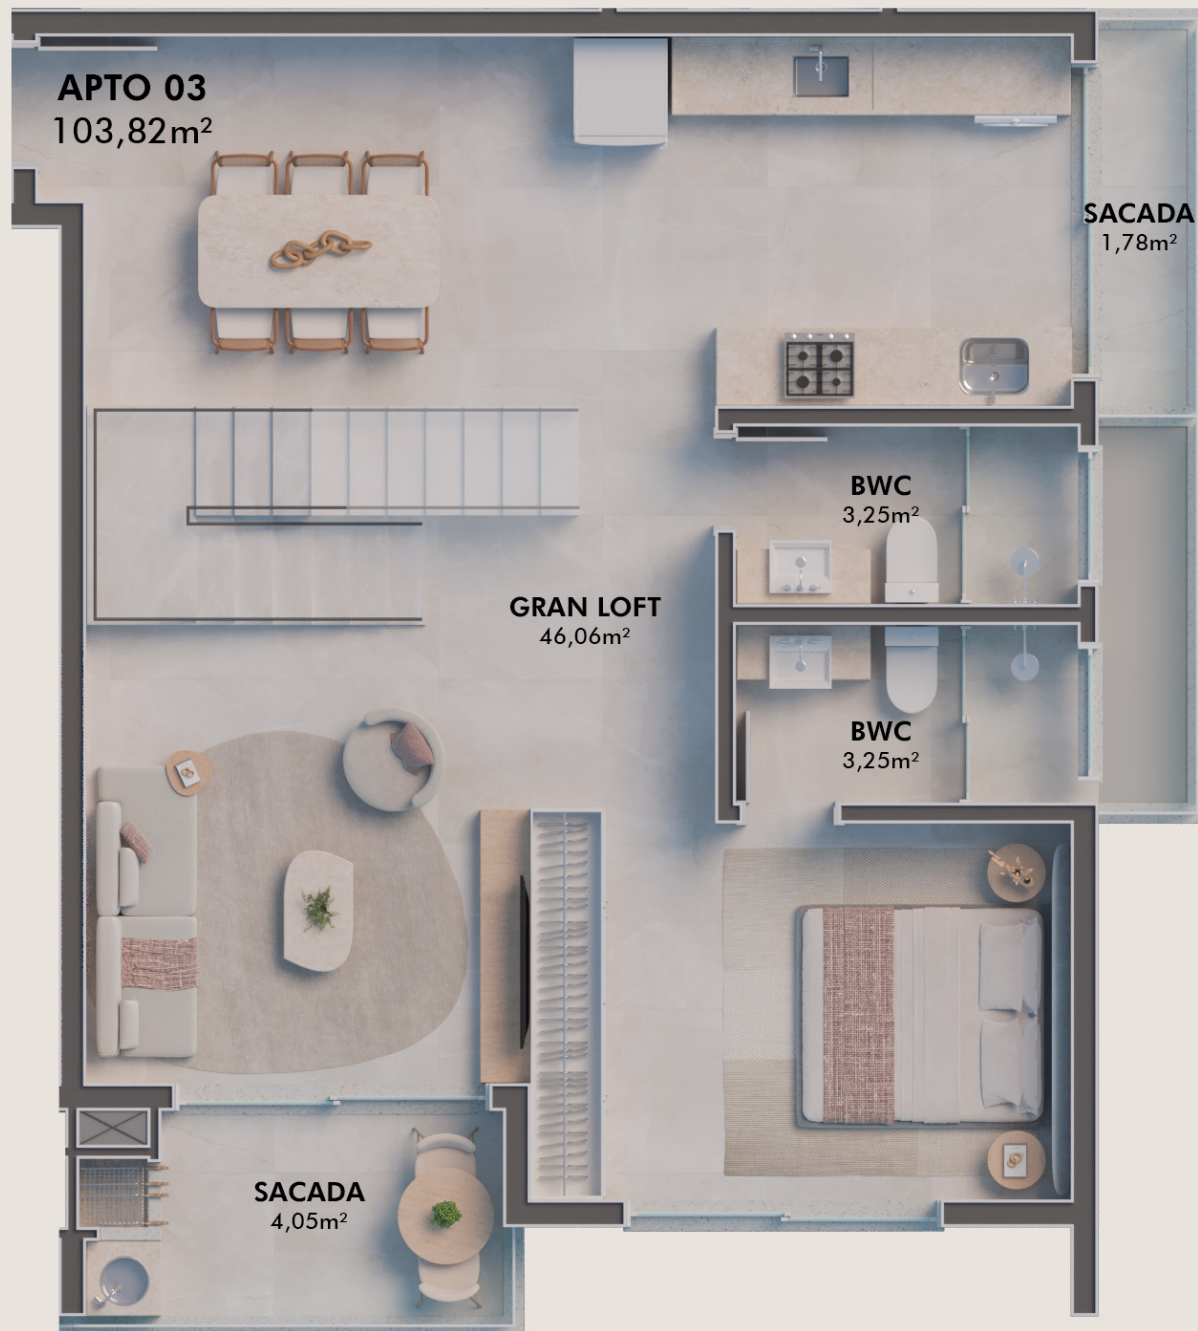 APTO 03
103,82m²
SACADA
1,78m²
BWC
3,25m²
GRAN LOFT
46,06m²
BWC
3,25m²
SACADA
4,05m²